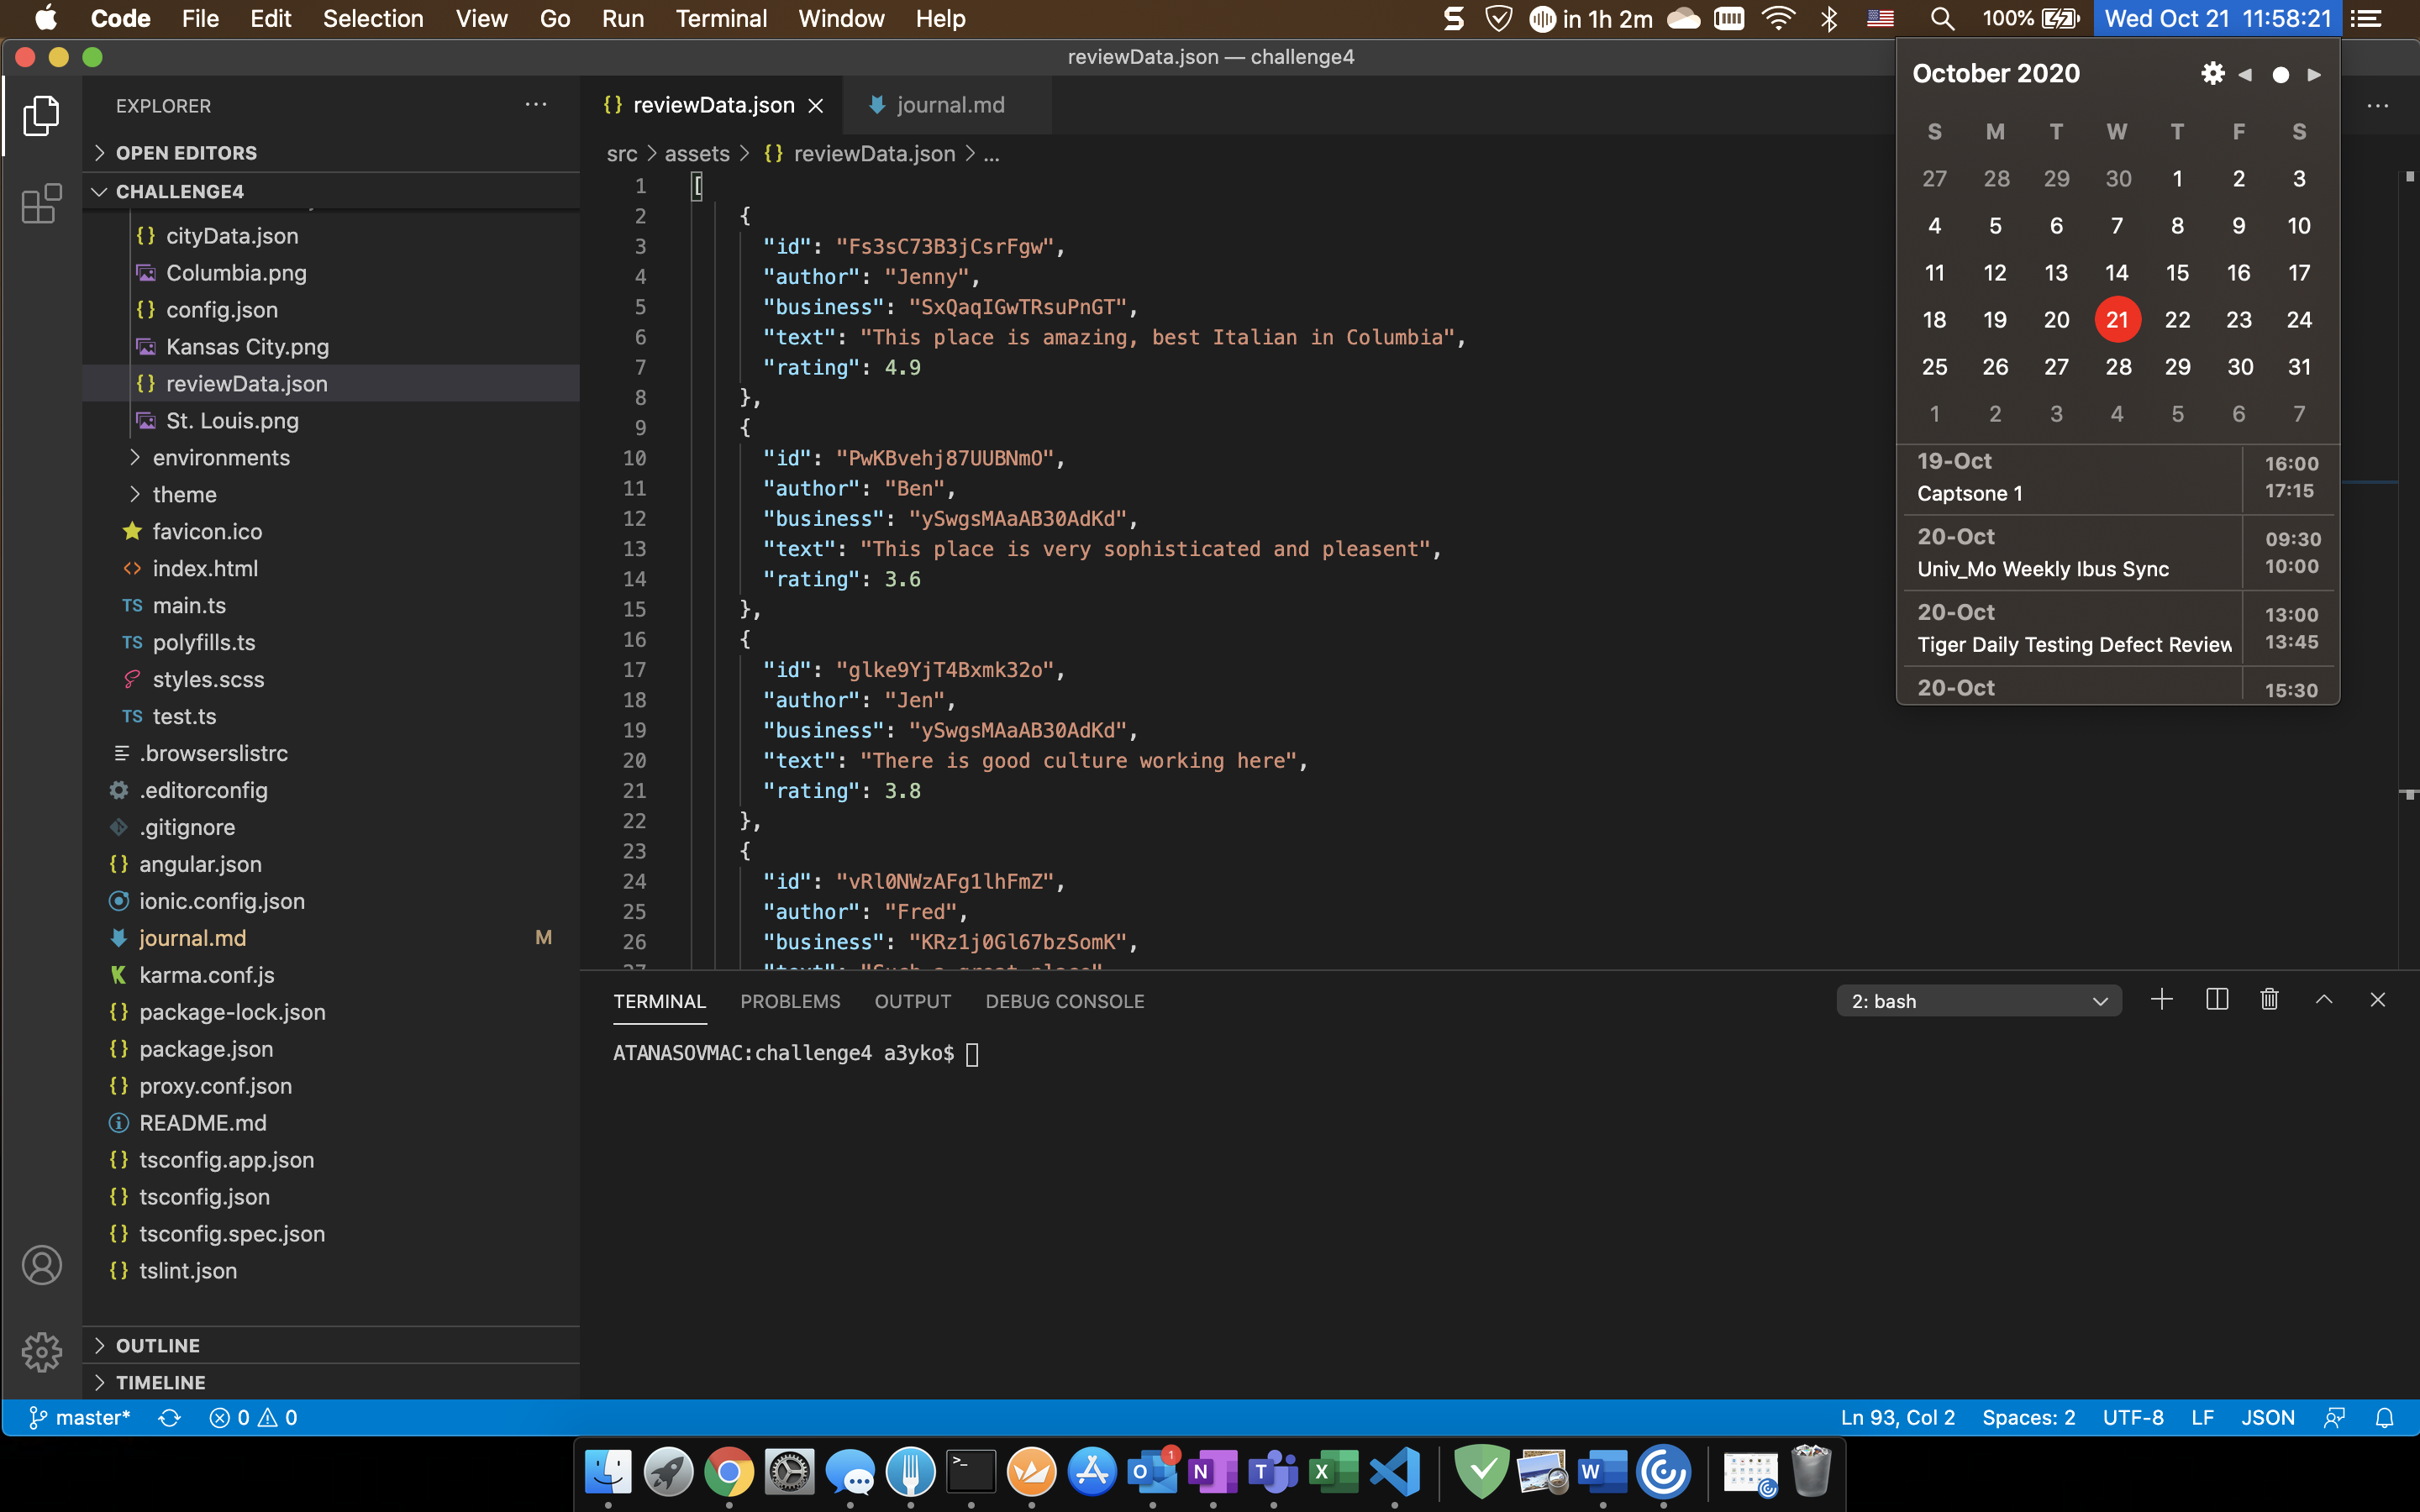 Code File Edit Selection View Go Run Terminal Window Help in 1h 2m 100% Wed Oct 21 11:58:21
reviewData.json — challenge4
EXPLORER
OPEN EDITORS
CHALLENGE4
cityData.json
Columbia.png
config.json
Kansas City.png
reviewData.json
St. Louis.png
environments
theme
favicon.ico
index.html
TS main.ts
TS polyfills.ts
styles.scss
TS test.ts
.browserslistrc
.editorconfig
.gitignore
angular.json
ionic.config.json
journal.md M
karma.conf.js
package-lock.json
package.json
proxy.conf.json
README.md
tsconfig.app.json
tsconfig.json
tsconfig.spec.json
tslint.json
OUTLINE
TIMELINE
{} reviewData.json journal.md
src > assets > {} reviewData.json > ...
1 [
2 {
3 "id": "Fs3sC73B3jCsrFgw",
4 "author": "Jenny",
5 "business": "SxQaqIGwTRsuPnGT",
6 "text": "This place is amazing, best Italian in Columbia",
7 "rating": 4.9
8 },
9 {
10 "id": "PwKBvehj87UUBNmO",
11 "author": "Ben",
12 "business": "ySwgsMAaAB30AdKd",
13 "text": "This place is very sophisticated and pleasent",
14 "rating": 3.6
15 },
16 {
17 "id": "glke9YjT4Bxmk32o",
18 "author": "Jen",
19 "business": "ySwgsMAaAB30AdKd",
20 "text": "There is good culture working here",
21 "rating": 3.8
22 },
23 {
24 "id": "vRl0NWzAFg1lhFmZ",
25 "author": "Fred",
26 "business": "KRz1j0Gl67bzSomK",
27 "text": "Such a great place"
October 2020
S M T W T F S
27 28 29 30 1 2 3
4 5 6 7 8 9 10
11 12 13 14 15 16 17
18 19 20 21 22 23 24
25 26 27 28 29 30 31
1 2 3 4 5 6 7
19-Oct 16:00
Captsone 1 17:15
20-Oct 09:30
Univ_Mo Weekly Ibus Sync 10:00
20-Oct 13:00
Tiger Daily Testing Defect Review 13:45
20-Oct 15:30
TERMINAL PROBLEMS OUTPUT DEBUG CONSOLE 2: bash
ATANASOVMAC:challenge4 a3yko$
master* 0 0 Ln 93, Col 2 Spaces: 2 UTF-8 LF JSON
1